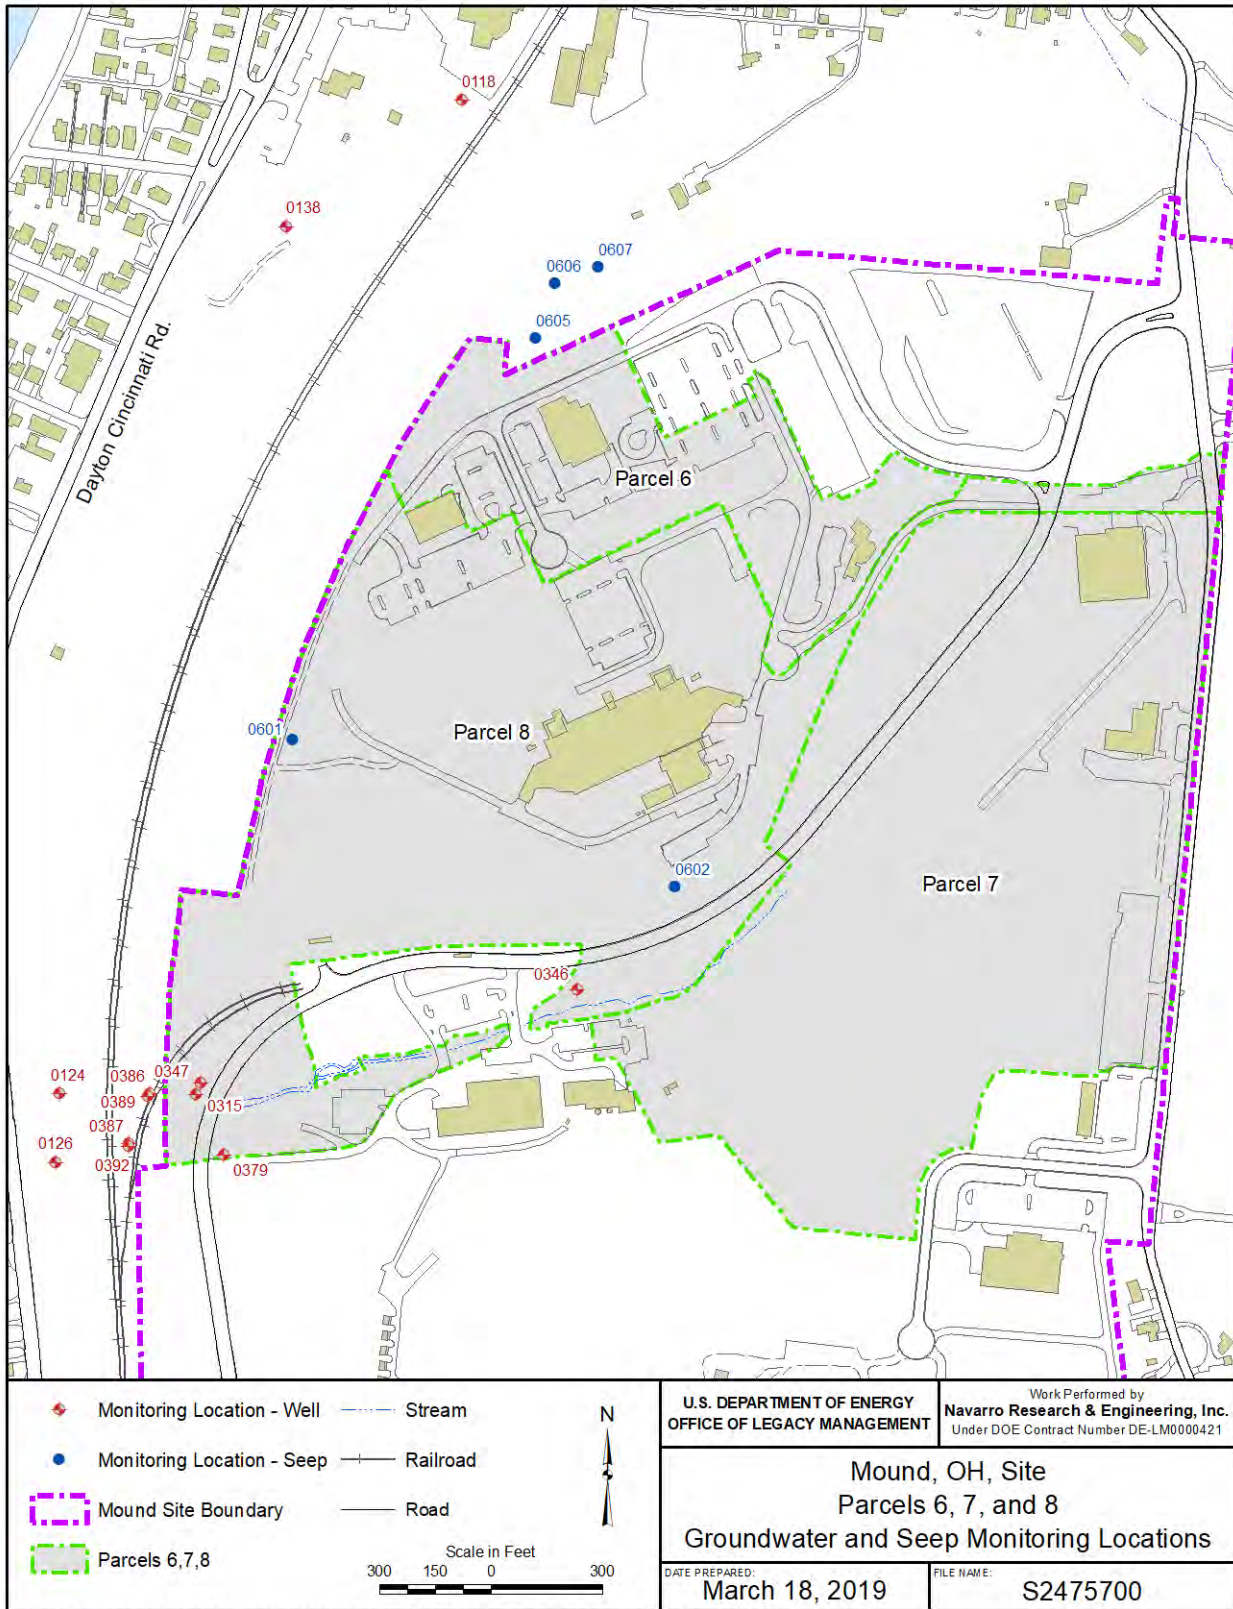 0118
0138
0607
0606
0605
Dayton Cincinnati Rd.
Parcel 6
0601
Parcel 8
0602
Parcel 7
0346
0124
0386
0347
0389
0315
0387
0126
0392
0379
Monitoring Location - Well
Stream
Monitoring Location - Seep
Railroad
Mound Site Boundary
Road
Parcels 6,7,8
N
Scale in Feet
300 150 0 300
U.S. DEPARTMENT OF ENERGY
OFFICE OF LEGACY MANAGEMENT
Work Performed by
Navarro Research & Engineering, Inc.
Under DOE Contract Number DE-LM0000421
Mound, OH, Site
Parcels 6, 7, and 8
Groundwater and Seep Monitoring Locations
DATE PREPARED:
March 18, 2019
FILE NAME:
S2475700